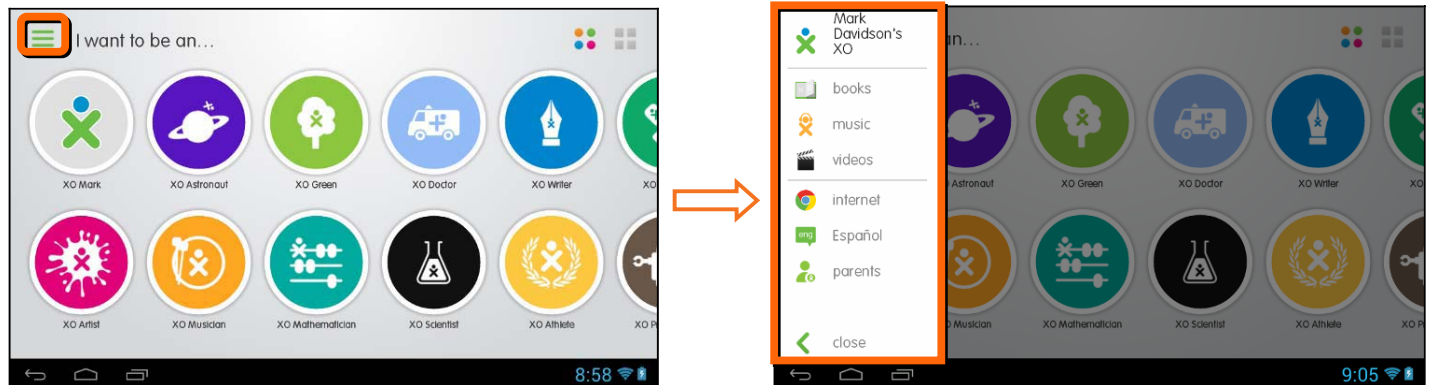 I want to be an...
XO Mark
XO Astronaut
XO Green
XO Doctor
XO Writer
XO
XO Artist
XO Musician
XO Mathematician
XO Scientist
XO Athlete
XO P
8:58
Mark
Davidson's
XO
books
music
videos
internet
eng
Español
parents
close
an...
Astronaut
XO Green
XO Doctor
XO Writer
XO
Musician
XO Mathematician
XO Scientist
XO Athlete
XO P
9:05